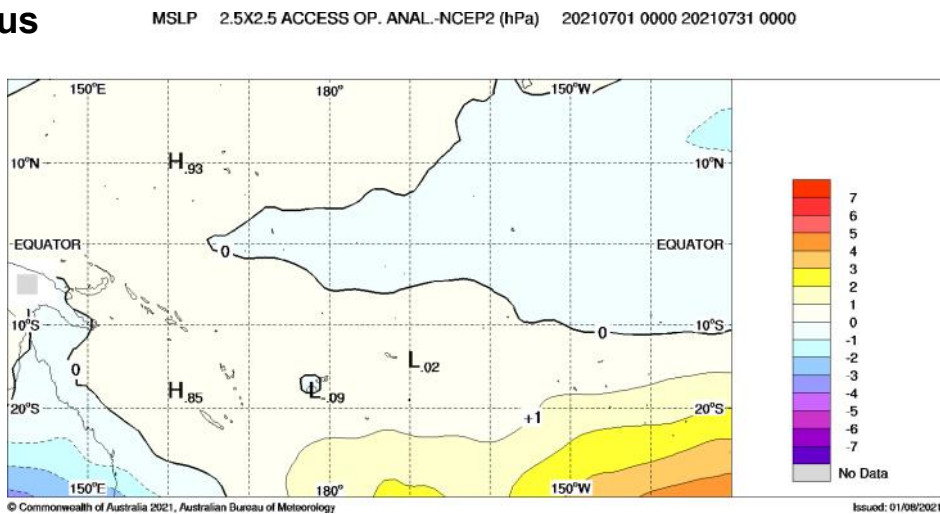 us
MSLP 2.5X2.5 ACCESS OP. ANAL.-NCEP2 (hPa) 20210701 0000 20210731 0000
150°E 180° 150°W
10°N H.93 10°N
EQUATOR 0 EQUATOR
10°S 0 10°S
0 L.02
H.85 L-.09
20°S +1 20°S
150°E 180° 150°W
7
6
5
4
3
2
1
0
-1
-2
-3
-4
-5
-6
-7
No Data
© Commonwealth of Australia 2021, Australian Bureau of Meteorology Issued: 01/08/2021